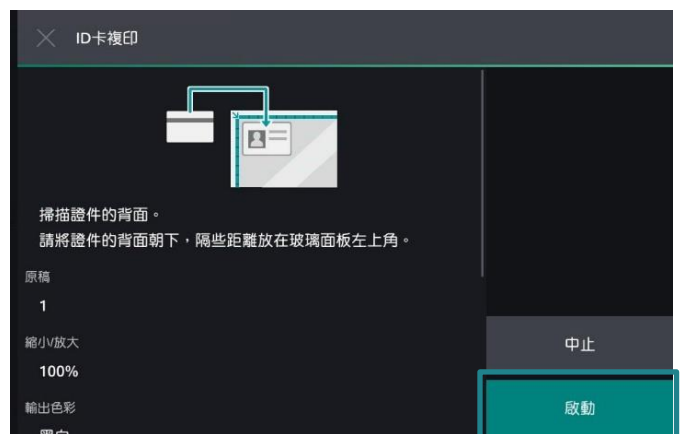 ID卡複印
掃描證件的背面。
請將證件的背面朝下，隔些距離放在玻璃面板左上角。
原稿
1
縮小/放大
100%
中止
輸出色彩
啟動
黑白